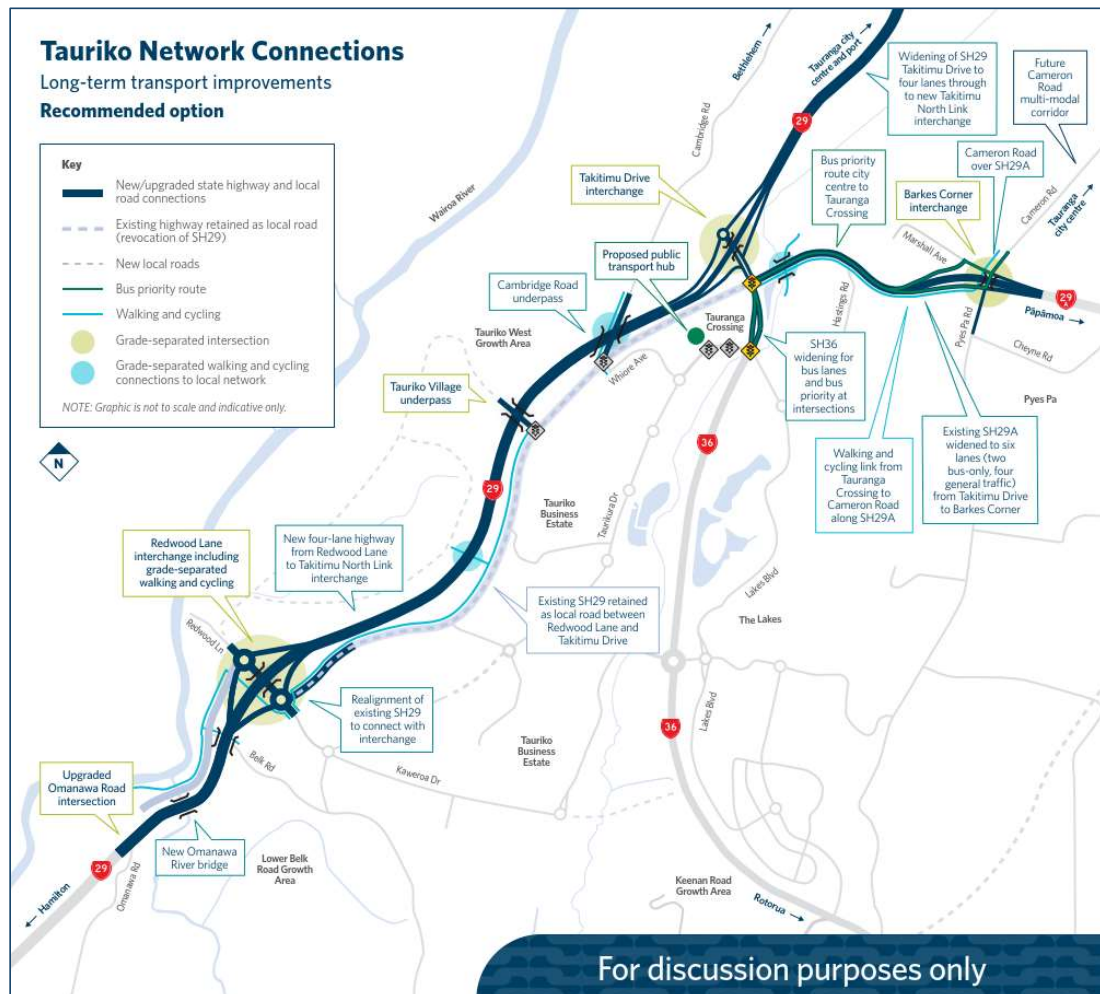 Tauriko Network Connections
Long-term transport improvements
Recommended option
Key
New/upgraded state highway and local
road connections
Existing highway retained as local road
(revocation of SH29)
New local roads
Bus priority route
Walking and cycling
Grade-separated intersection
Grade-separated walking and cycling
connections to local network
NOTE: Graphic is not to scale and indicative only.
N
Wairoa River
Bethlehem
Cambridge Rd
Tauranga city
centre and port
29
Widening of SH29
Takitimu Drive to
four lanes through
to new Takitimu
North Link
interchange
Future
Cameron
Road
multi-modal
corridor
Takitimu Drive
interchange
Bus priority
route city
centre to
Tauranga
Crossing
Cameron Road
over SH29A
Barkes Corner
interchange
Cameron Rd
Tauranga
city centre
Marshall Ave
Proposed public
transport hub
Cambridge Road
underpass
Tauriko West
Growth Area
Tauranga
Crossing
Hastings Rd
Pyes Pa Rd
29
A
Pāpāmoa
Cheyne Rd
Pyes Pa
Whiore Ave
SH36
widening for
bus lanes
and bus
priority at
intersections
Tauriko Village
underpass
36
Walking and
cycling link from
Tauranga
Crossing to
Cameron Road
along SH29A
Existing SH29A
widened to six
lanes (two
bus-only, four
general traffic)
from Takitimu Drive
to Barkes Corner
29
Tauriko
Business
Estate
Taurikura Dr
Redwood Lane
interchange including
grade-separated
walking and cycling
New four-lane highway
from Redwood Lane
to Takitimu North Link
interchange
Existing SH29 retained
as local road between
Redwood Lane and
Takitimu Drive
Lakes Blvd
The Lakes
Redwood Ln
Realignment of
existing SH29
to connect with
interchange
36
Lakes Blvd
Belk Rd
Kaweroa Dr
Tauriko
Business
Estate
Upgraded
Omanawa Road
intersection
New Omanawa
River bridge
29
Omanawa Rd
Hamilton
Lower Belk
Road Growth
Area
Keenan Road
Growth Area
Rotorua
For discussion purposes only